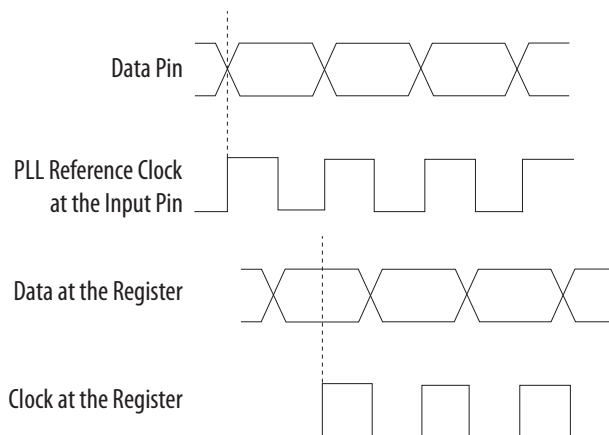 Data Pin
PLL Reference Clock
at the Input Pin
Data at the Register
Clock at the Register